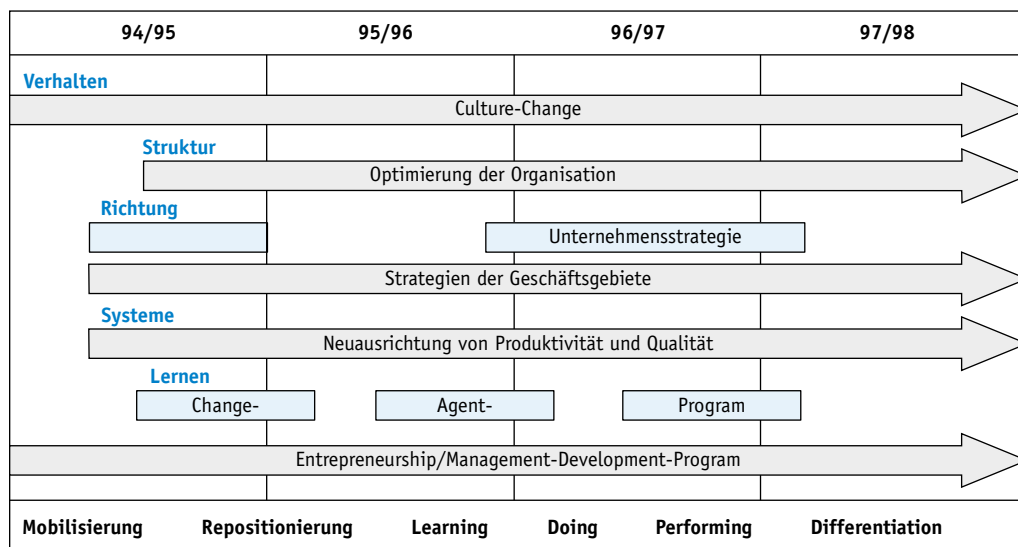 94/95 95/96 96/97 97/98
Verhalten
Culture-Change
Struktur
Optimierung der Organisation
Richtung
Unternehmensstrategie
Strategien der Geschäftsgebiete
Systeme
Neuausrichtung von Produktivität und Qualität
Lernen
Change- Agent- Program
Entrepreneurship/Management-Development-Program
Mobilisierung Repositionierung Learning Doing Performing Differentiation